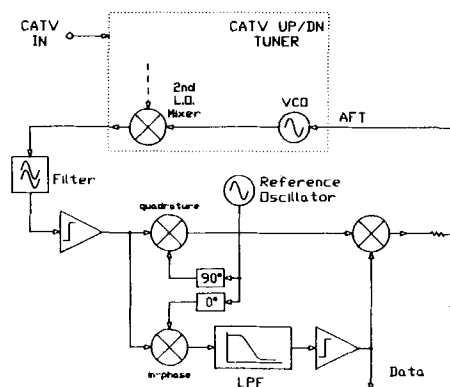 CATV IN
CATV UP/DN TUNER
2nd L.O. Mixer
VCO
AFT
Filter
Reference Oscillator
quadrature
90°
0°
in-phase
LPF
Data